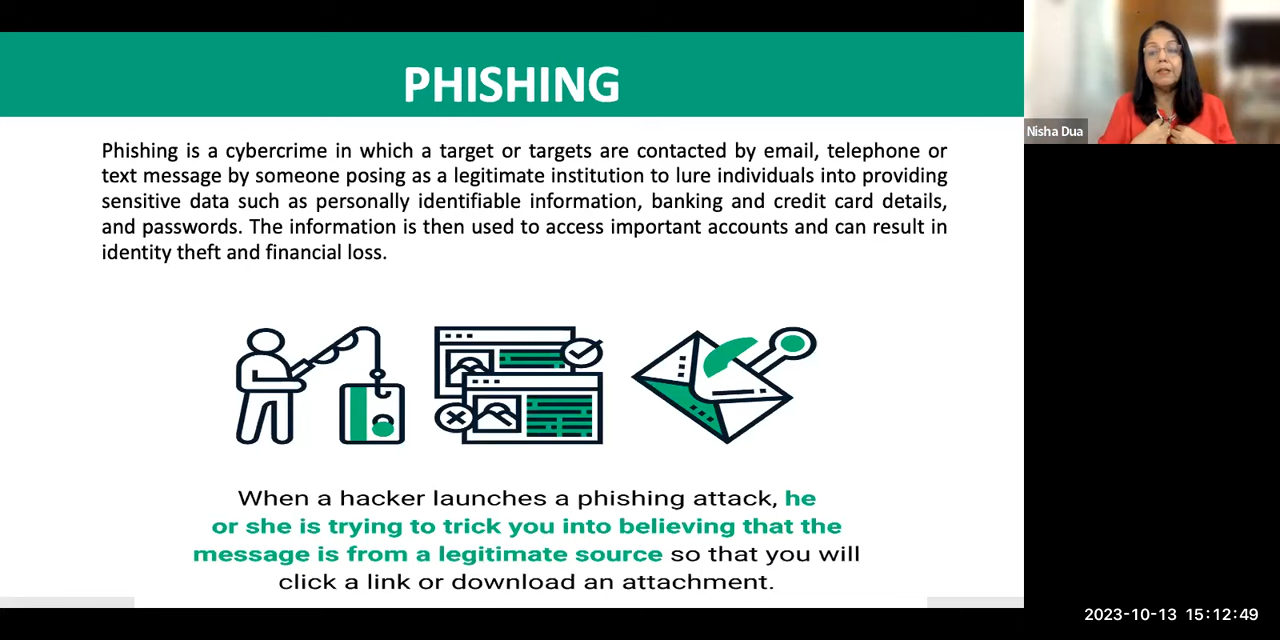 PHISHING
Phishing is a cybercrime in which a target or targets are contacted by email, telephone or
text message by someone posing as a legitimate institution to lure individuals into providing
sensitive data such as personally identifiable information, banking and credit card details,
and passwords. The information is then used to access important accounts and can result in
identity theft and financial loss.
When a hacker launches a phishing attack, he
or she is trying to trick you into believing that the
message is from a legitimate source so that you will
click a link or download an attachment.
Nisha Dua
2023-10-13 15:12:49